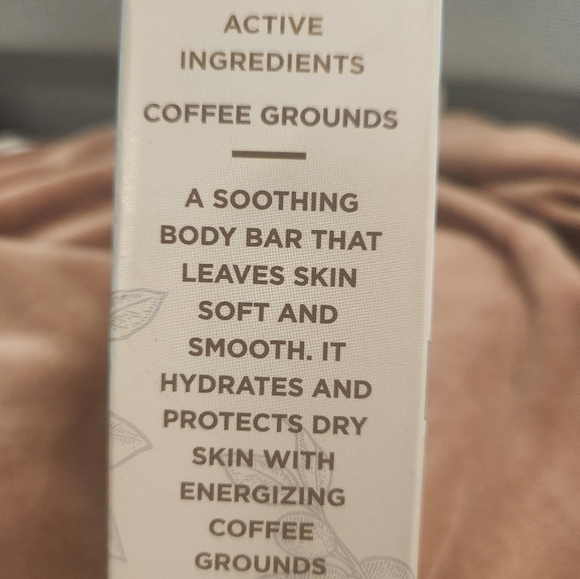 ACTIVE
INGREDIENTS
COFFEE GROUNDS
A SOOTHING
BODY BAR THAT
LEAVES SKIN
SOFT AND
SMOOTH. IT
HYDRATES AND
PROTECTS DRY
SKIN WITH
ENERGIZING
COFFEE
GROUNDS